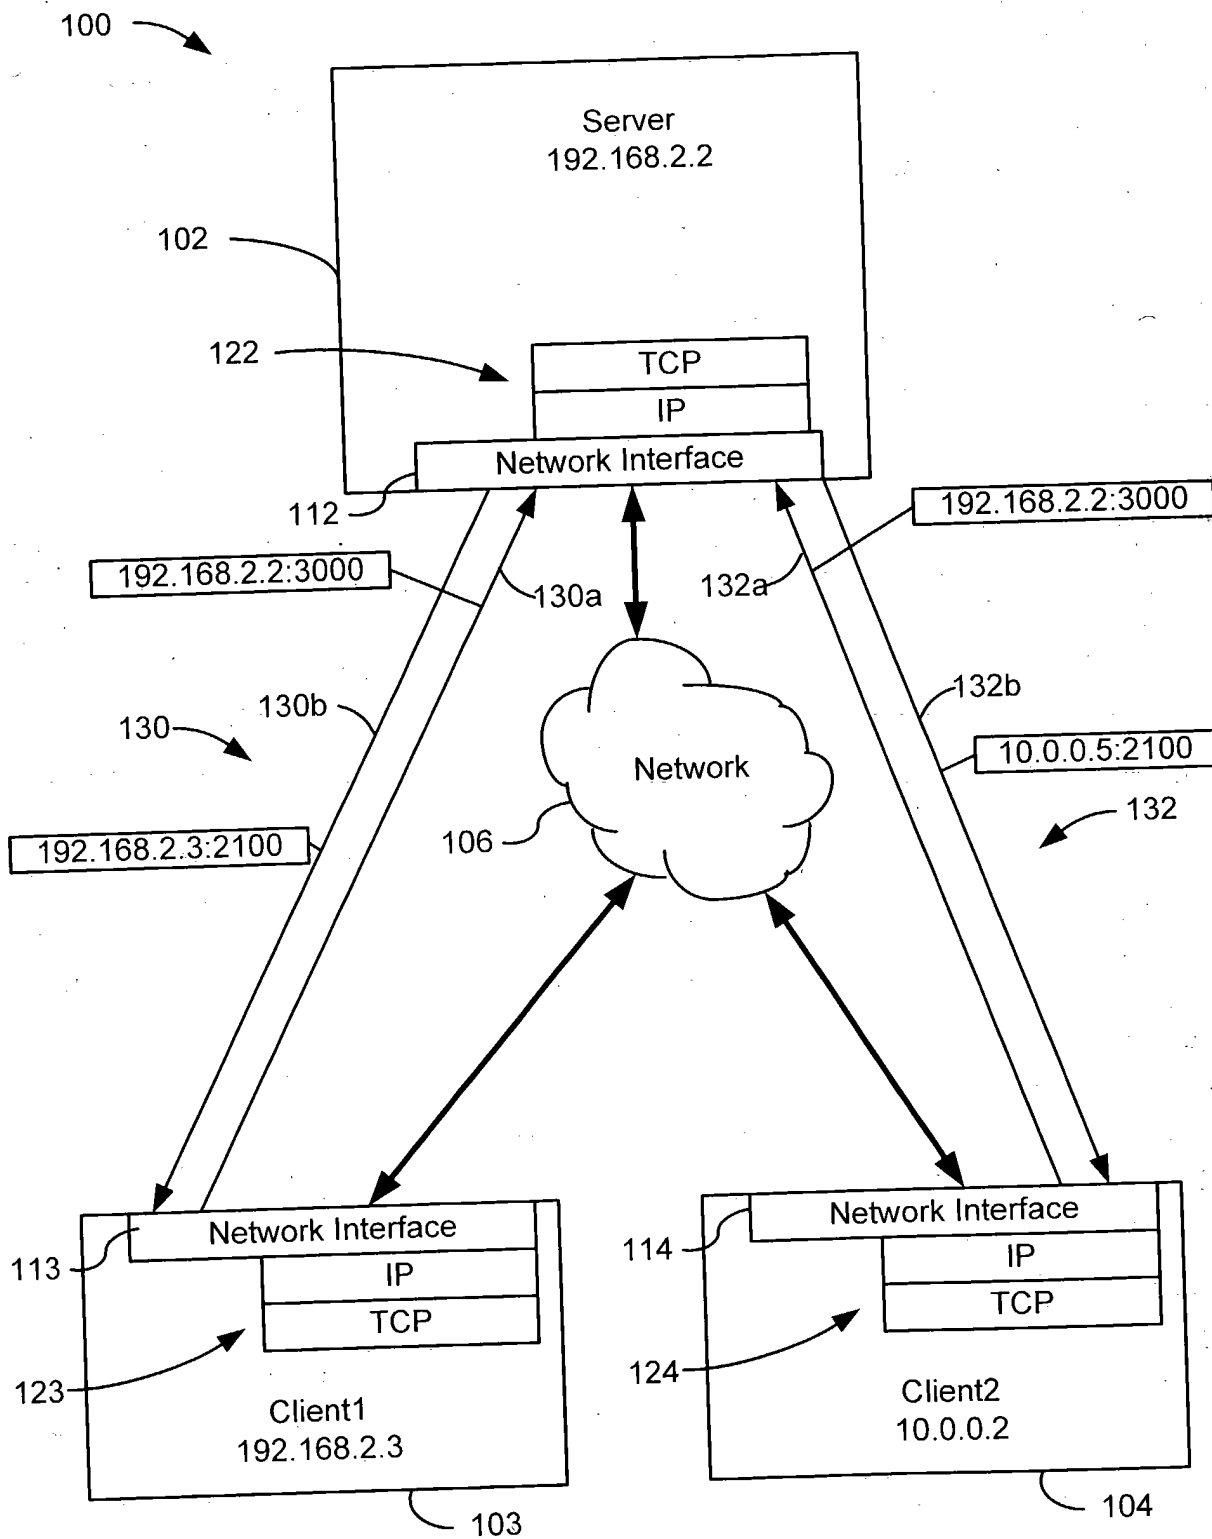 100
Server
192.168.2.2
102
122
TCP
IP
Network Interface
112
192.168.2.2:3000
192.168.2.2:3000
130a
132a
130b
132b
130
Network
10.0.0.5:2100
132
192.168.2.3:2100
106
Network Interface
113
IP
TCP
123
Client1
192.168.2.3
103
Network Interface
114
IP
TCP
124
Client2
10.0.0.2
104